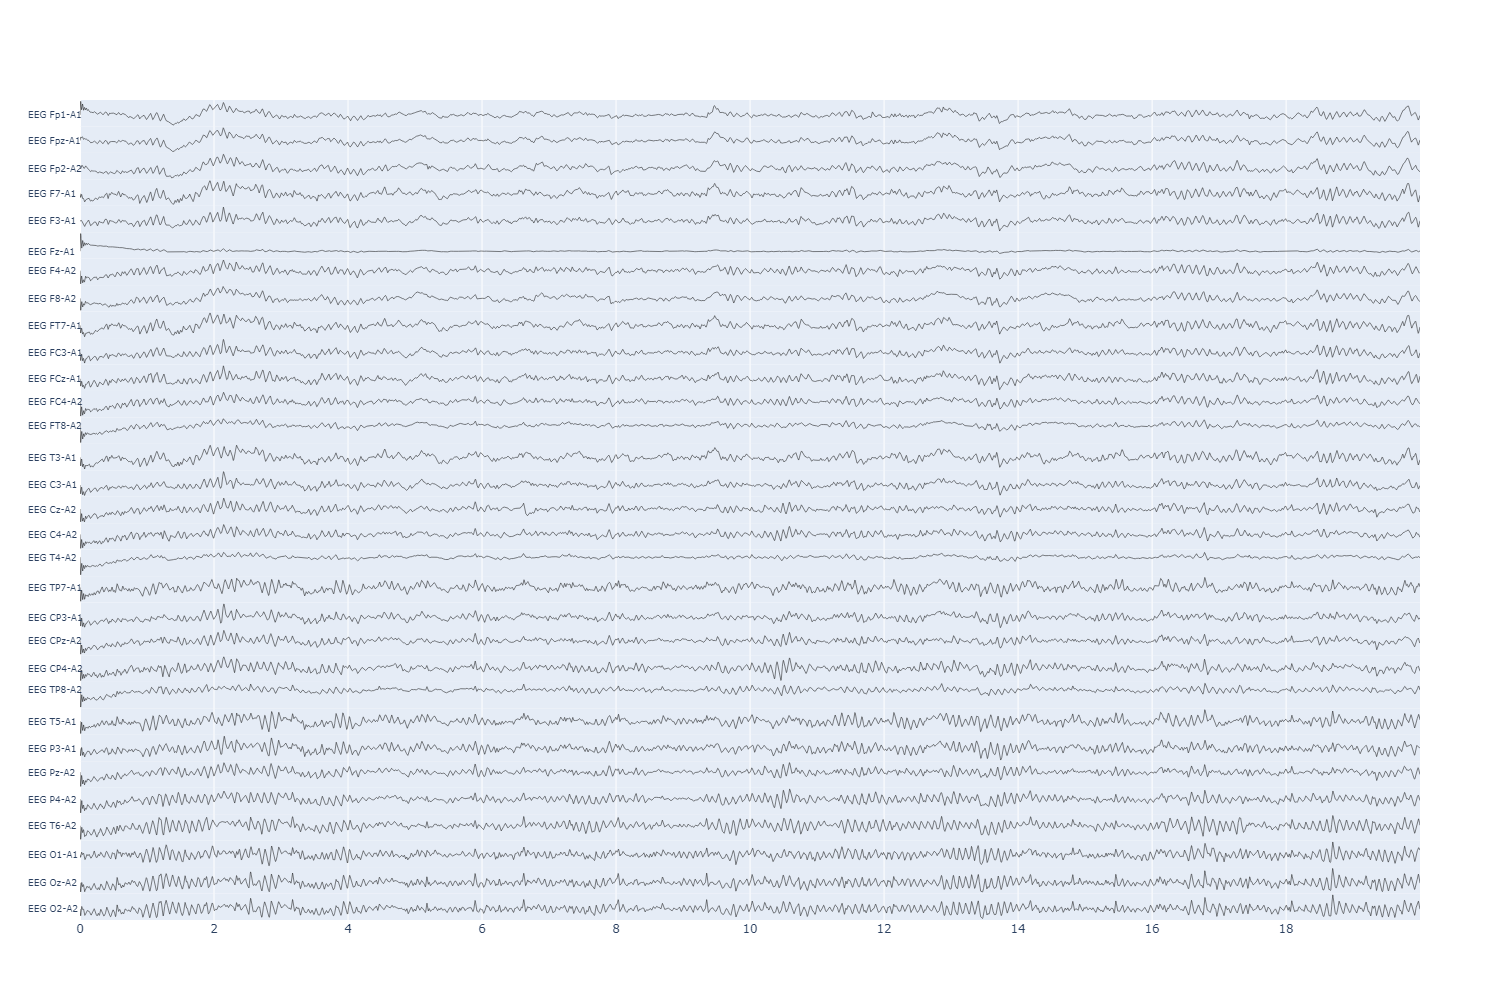 EEG Fp1-A1
EEG Fpz-A1
EEG Fp2-A2
EEG F7-A1
EEG F3-A1
EEG Fz-A1
EEG F4-A2
EEG F8-A2
EEG FT7-A1
EEG FC3-A1
EEG FCz-A1
EEG FC4-A2
EEG FT8-A2
EEG T3-A1
EEG C3-A1
EEG Cz-A2
EEG C4-A2
EEG T4-A2
EEG TP7-A1
EEG CP3-A1
EEG CPz-A2
EEG CP4-A2
EEG TP8-A2
EEG T5-A1
EEG P3-A1
EEG Pz-A2
EEG P4-A2
EEG T6-A2
EEG O1-A1
EEG Oz-A2
EEG O2-A2
0 2 4 6 8 10 12 14 16 18